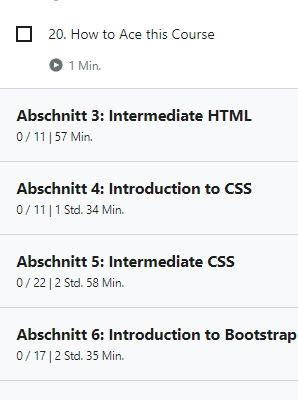 20. How to Ace this Course
1 Min.
Abschnitt 3: Intermediate HTML
0 / 11 | 57 Min.
Abschnitt 4: Introduction to CSS
0 / 11 | 1 Std. 34 Min.
Abschnitt 5: Intermediate CSS
0 / 22 | 2 Std. 58 Min.
Abschnitt 6: Introduction to Bootstrap
0 / 17 | 2 Std. 35 Min.